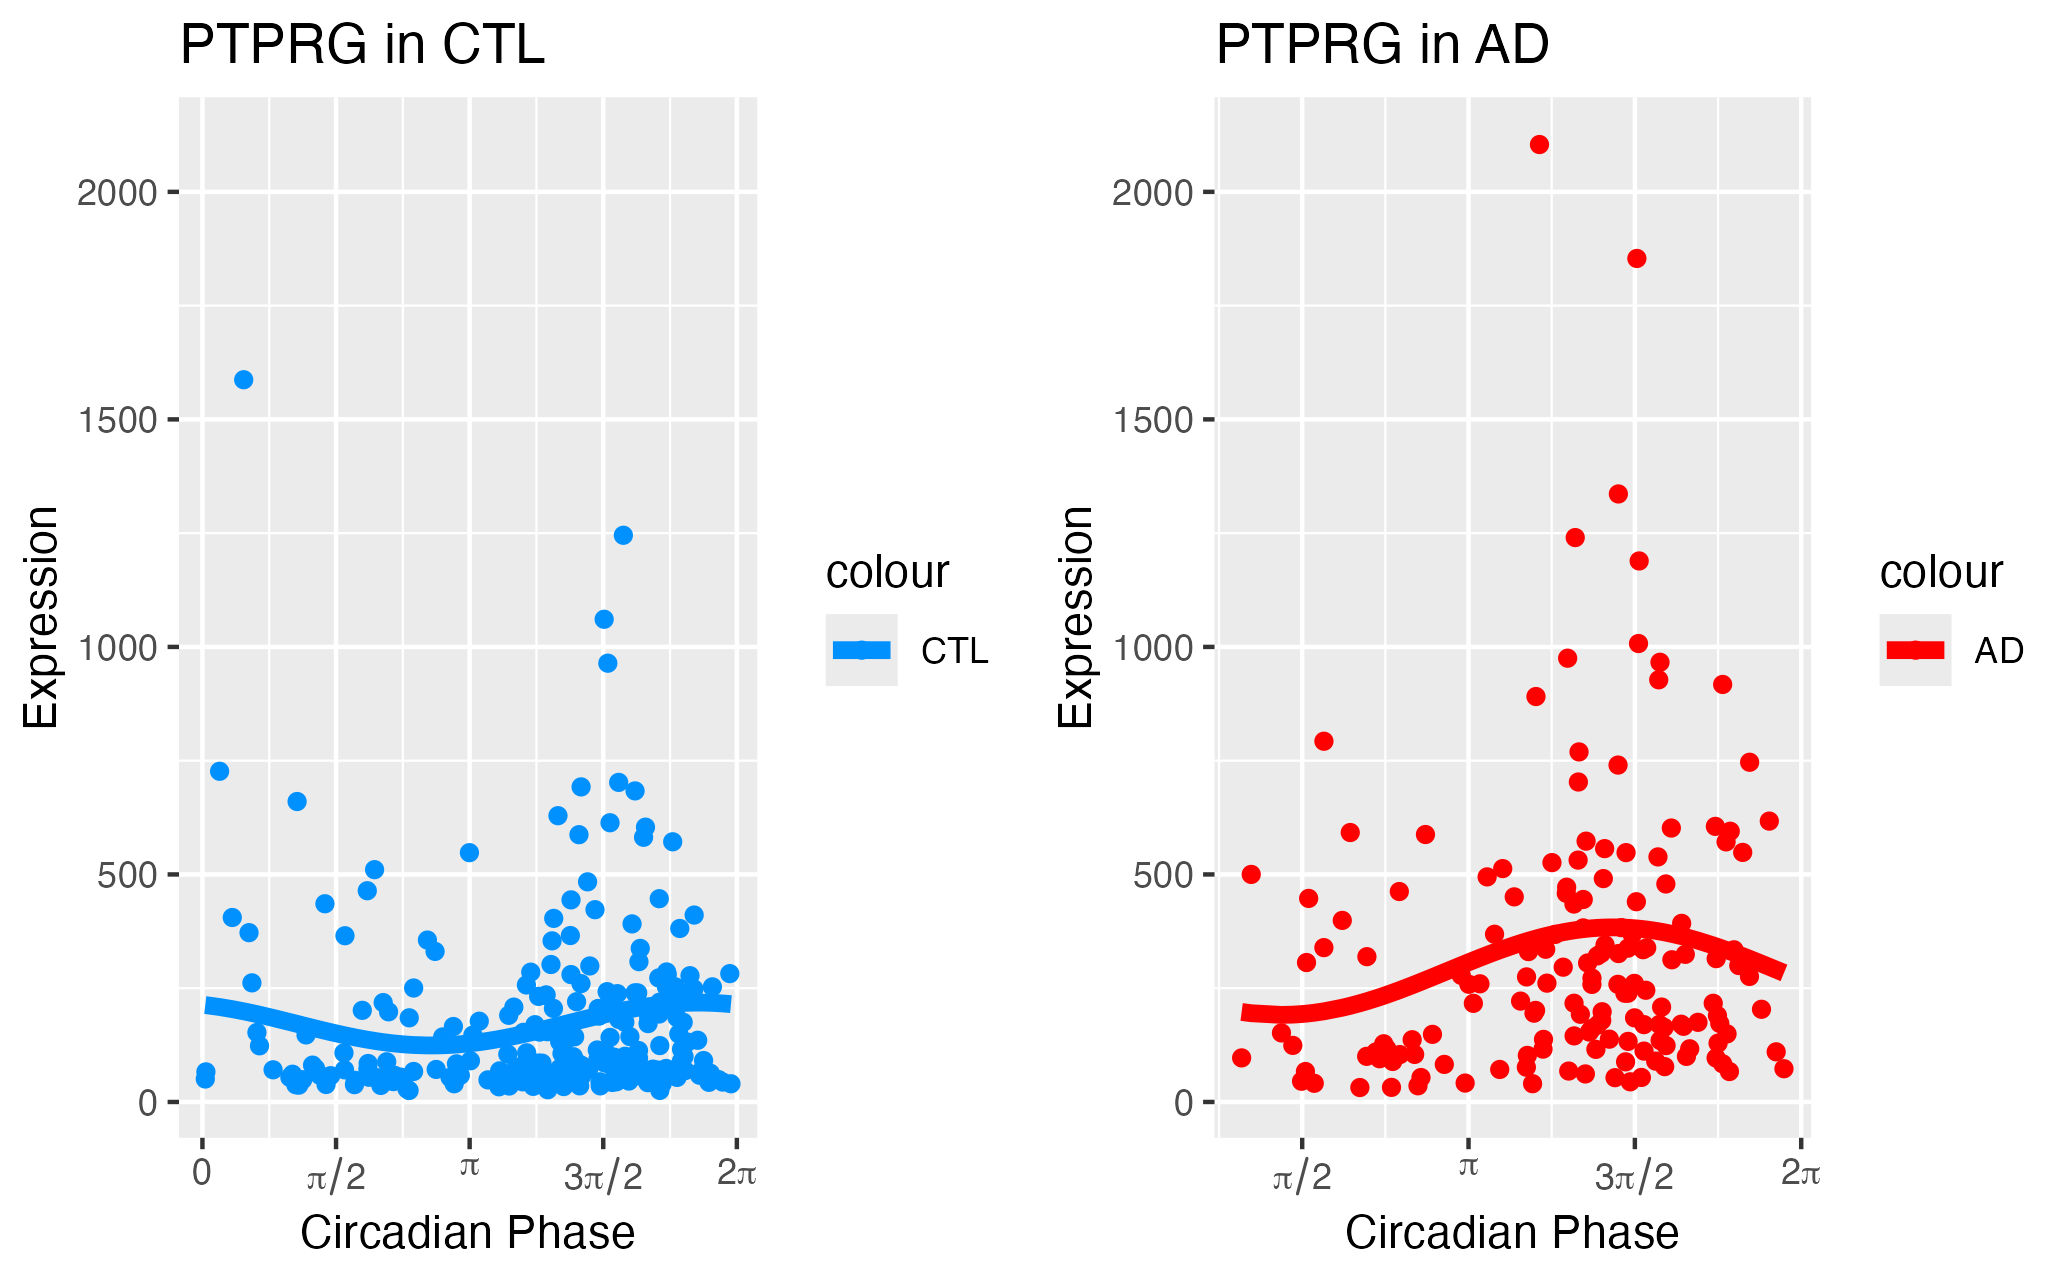 PTPRG in CTL
Expression
2000
1500
1000
500
0
0 π/2 π 3π/2 2π
Circadian Phase
colour
CTL
PTPRG in AD
Expression
2000
1500
1000
500
0
π/2 π 3π/2 2π
Circadian Phase
colour
AD